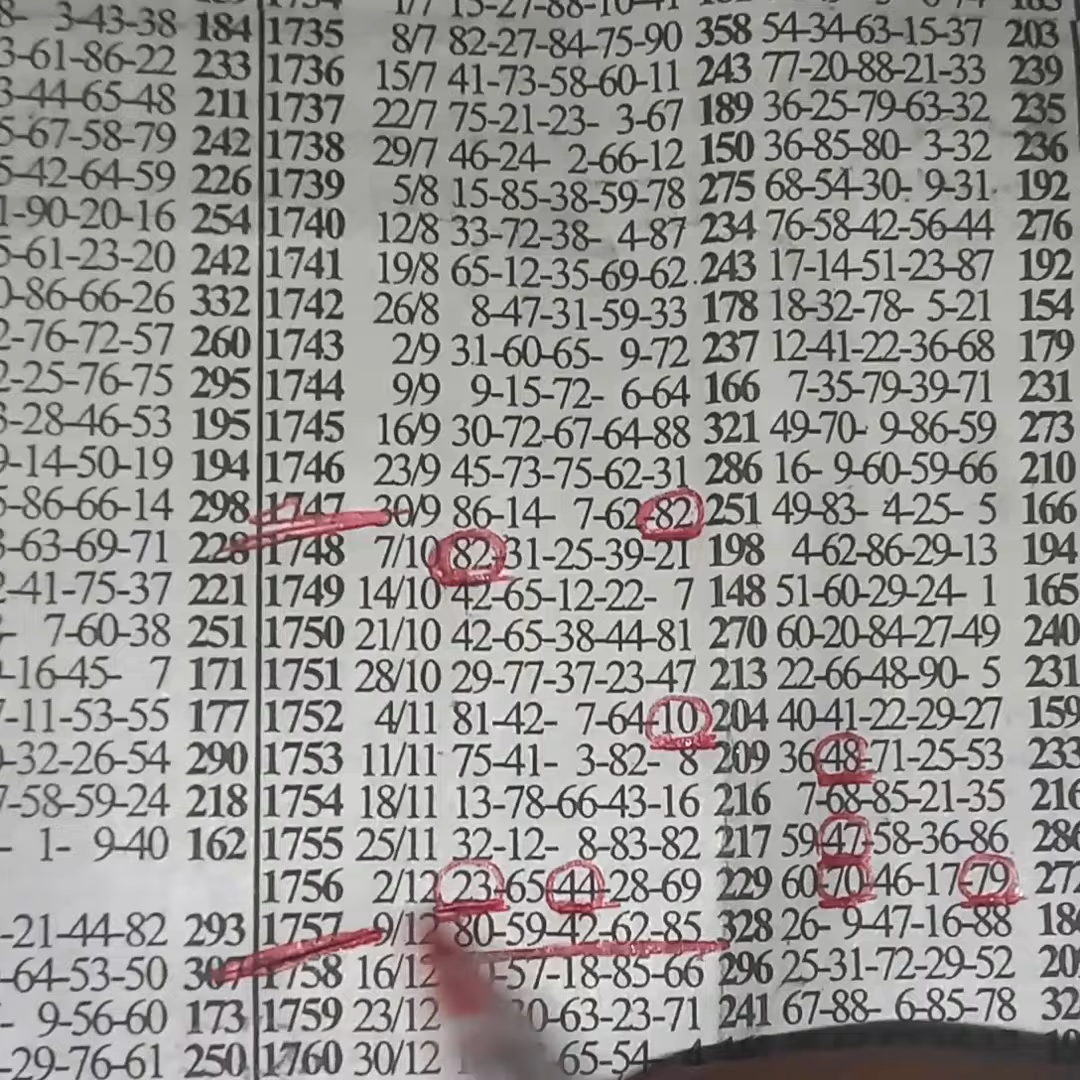 3-43-38 184 1735 8/7 82-27-84-75-90 358 54-34-63-15-37 203
3-61-86-22 233 1736 15/7 41-73-58-60-11 243 77-20-88-21-33 239
3-44-65-48 211 1737 22/7 75-21-23- 3-67 189 36-25-79-63-32 235
5-67-58-79 242 1738 29/7 46-24- 2-66-12 150 36-85-80- 3-32 236
5-42-64-59 226 1739 5/8 15-85-38-59-78 275 68-54-30- 9-31 192
1-90-20-16 254 1740 12/8 33-72-38- 4-87 234 76-58-42-56-44 276
-61-23-20 242 1741 19/8 65-12-35-69-62 243 17-14-51-23-87 192
-86-66-26 332 1742 26/8 8-47-31-59-33 178 18-32-78- 5-21 154
2-76-72-57 260 1743 2/9 31-60-65- 9-72 237 12-41-22-36-68 179
2-25-76-75 295 1744 9/9 9-15-72- 6-64 166 7-35-79-39-71 231
-28-46-53 195 1745 16/9 30-72-67-64-88 321 49-70- 9-86-59 273
-14-50-19 194 1746 23/9 45-73-75-62-31 286 16- 9-60-59-66 210
-86-66-14 298 1747 30/9 86-14- 7-62-82 251 49-83- 4-25- 5 166
-63-69-71 228 1748 7/10 82-31-25-39-21 198 4-62-86-29-13 194
-41-75-37 221 1749 14/10 42-65-12-22- 7 148 51-60-29-24- 1 165
- 7-60-38 251 1750 21/10 42-65-38-44-81 270 60-20-84-27-49 240
-16-45- 7 171 1751 28/10 29-77-37-23-47 213 22-66-48-90- 5 231
-11-53-55 177 1752 4/11 81-42- 7-64-10 204 40-41-22-29-27 159
-32-26-54 290 1753 11/11 75-41- 3-82- 8 209 36-48-71-25-53 233
-58-59-24 218 1754 18/11 13-78-66-43-16 216 7-68-85-21-35 216
- 1- 9-40 162 1755 25/11 32-12- 8-83-82 217 59-47-58-36-86 286
1756 2/12 23-65-44-28-69 229 60-70-46-17-79 272
-21-44-82 293 1757 9/12 80-59-42-62-85 328 26- 9-47-16-88
-64-53-50 307 1758 16/12 -57-18-85-66 296 25-31-72-29-52
- 9-56-60 173 1759 23/12 0-63-23-71 241 67-88- 6-85-78
-29-76-61 250 1760 30/12 65-54-